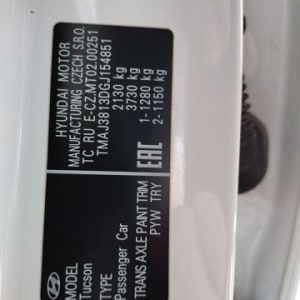 HYUNDAI MOTOR
MANUFACTURING CZECH S.R.O.
TC RU E-CZ.MT02.00251
TMAJ3813DGJ154851
2130 kg
3730 kg
1-1280 kg
2-1150 kg
EAC
MODEL
Tucson
TYPE
Passenger Car
TRANS AXLE PAINT TRIM
PYW TRY